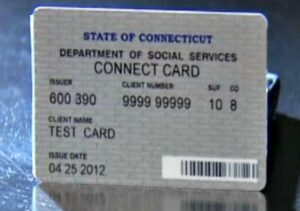 STATE OF CONNECTICUT
DEPARTMENT OF SOCIAL SERVICES
CONNECT CARD
ISSUER CLIENT NUMBER SUF CD
600 390 9999 99999 10 8
CLIENT NAME
TEST CARD
ISSUE DATE
04 25 2012